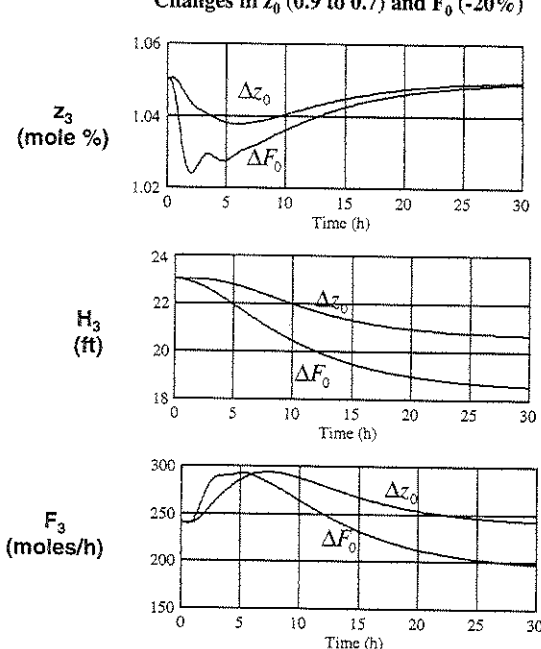 Changes in z₀ (0.9 to 0.7) and F₀ (-20%)
1.06
1.04
1.02
z₃
(mole %)
Δz₀
ΔF₀
0 5 10 15 20 25 30
Time (h)
24
22
20
18
H₃
(ft)
Δz₀
ΔF₀
0 5 10 15 20 25 30
Time (h)
300
250
200
150
F₃
(moles/h)
Δz₀
ΔF₀
0 5 10 15 20 25 30
Time (h)